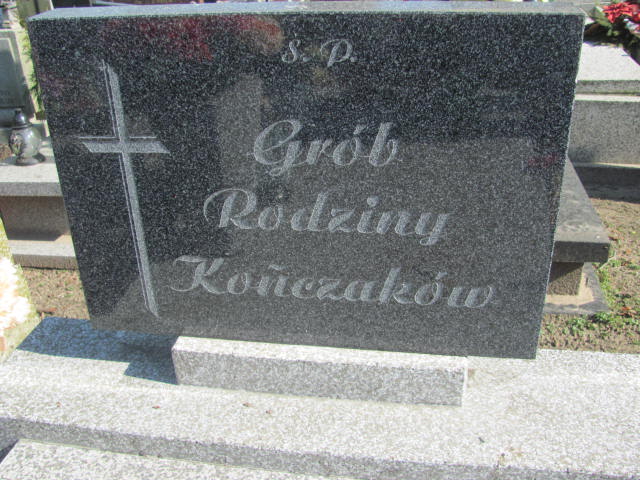 Ś. P.
Grób
Rodziny
Kończaków